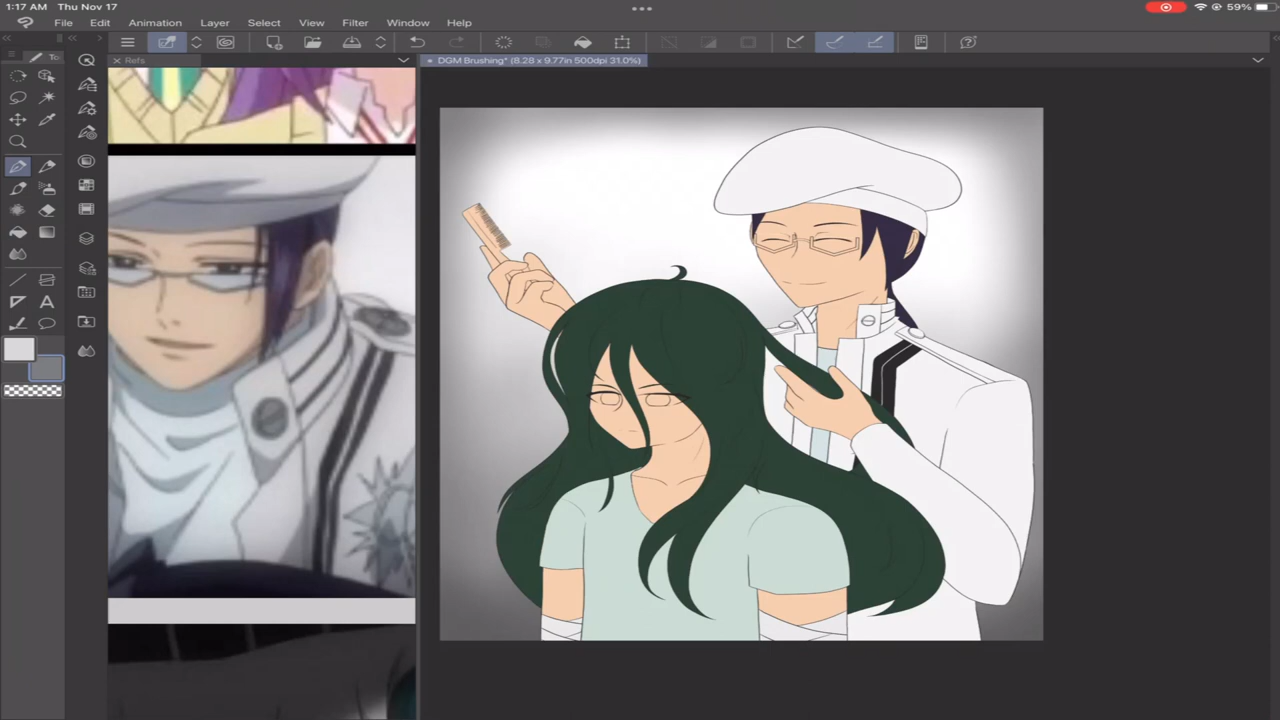 1:17 AM Thu Nov 17
59%
File Edit Animation Layer Select View Filter Window Help
To
Refs
DGM Brushing* (8.28 x 9.77in 500dpi 31.0%)
A